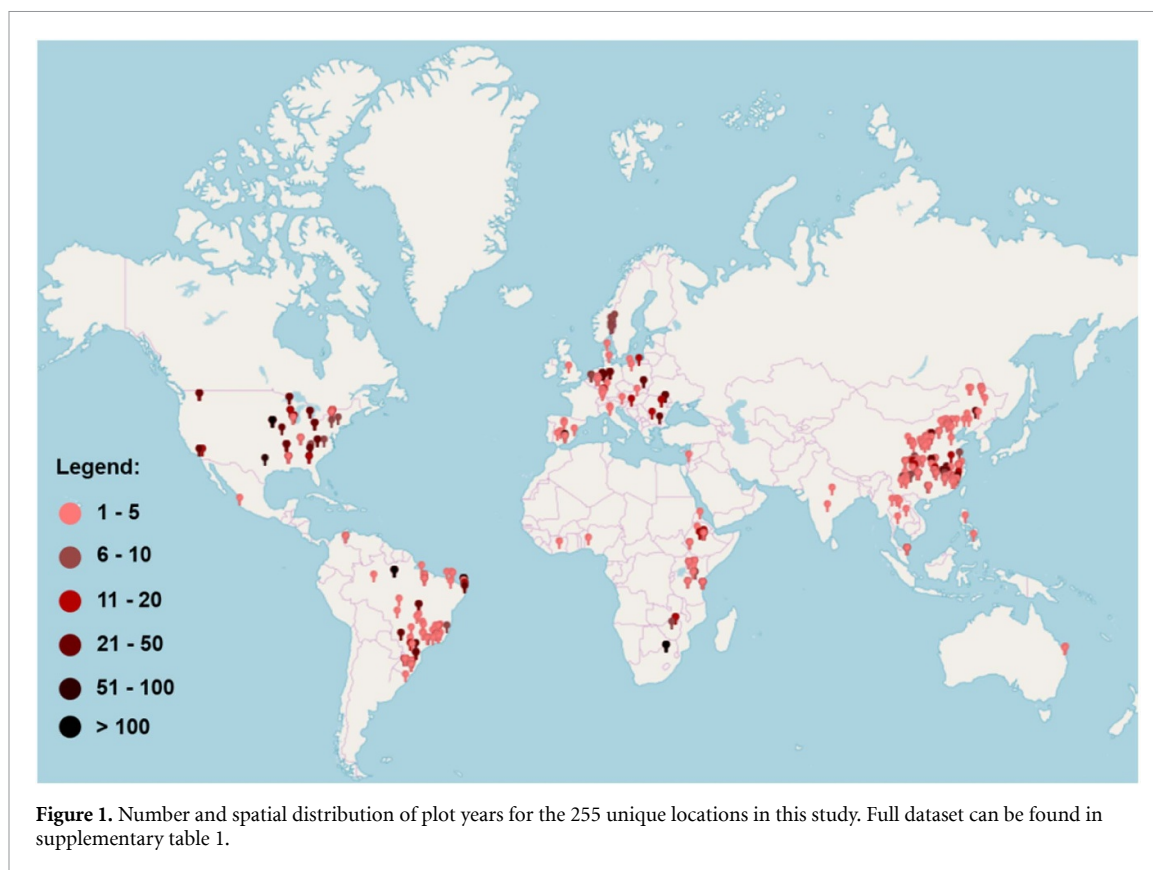 Legend:
1 - 5
6 - 10
11 - 20
21 - 50
51 - 100
> 100
Figure 1. Number and spatial distribution of plot years for the 255 unique locations in this study. Full dataset can be found in
supplementary table 1.